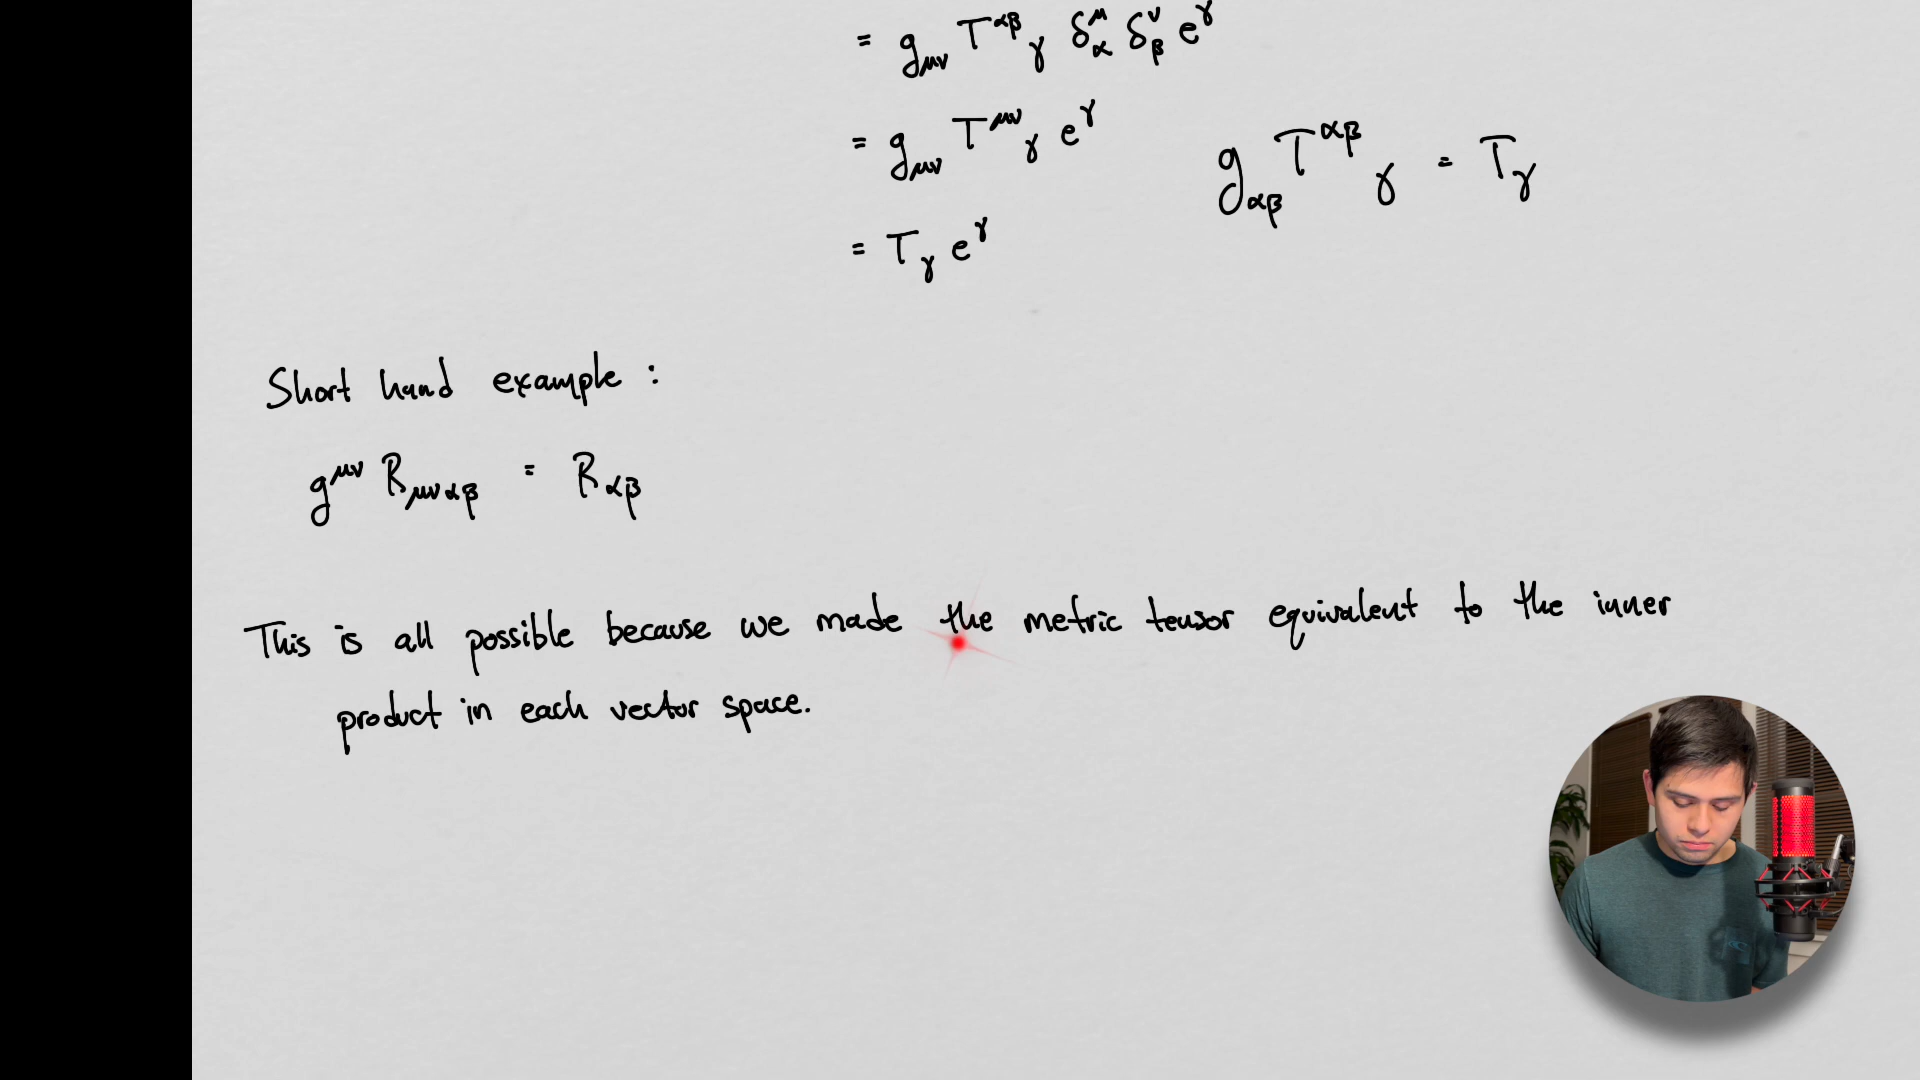 = g_μν T^αβ_γ δ^μ_α δ^ν_β e^γ
= g_μν T^μν_γ e^γ
g_αβ T^αβ_γ = T_γ
= T_γ e^γ
Short hand example :
g^μν R_μναβ = R_αβ
This is all possible because we made the metric tensor equivalent to the inner
product in each vector space.